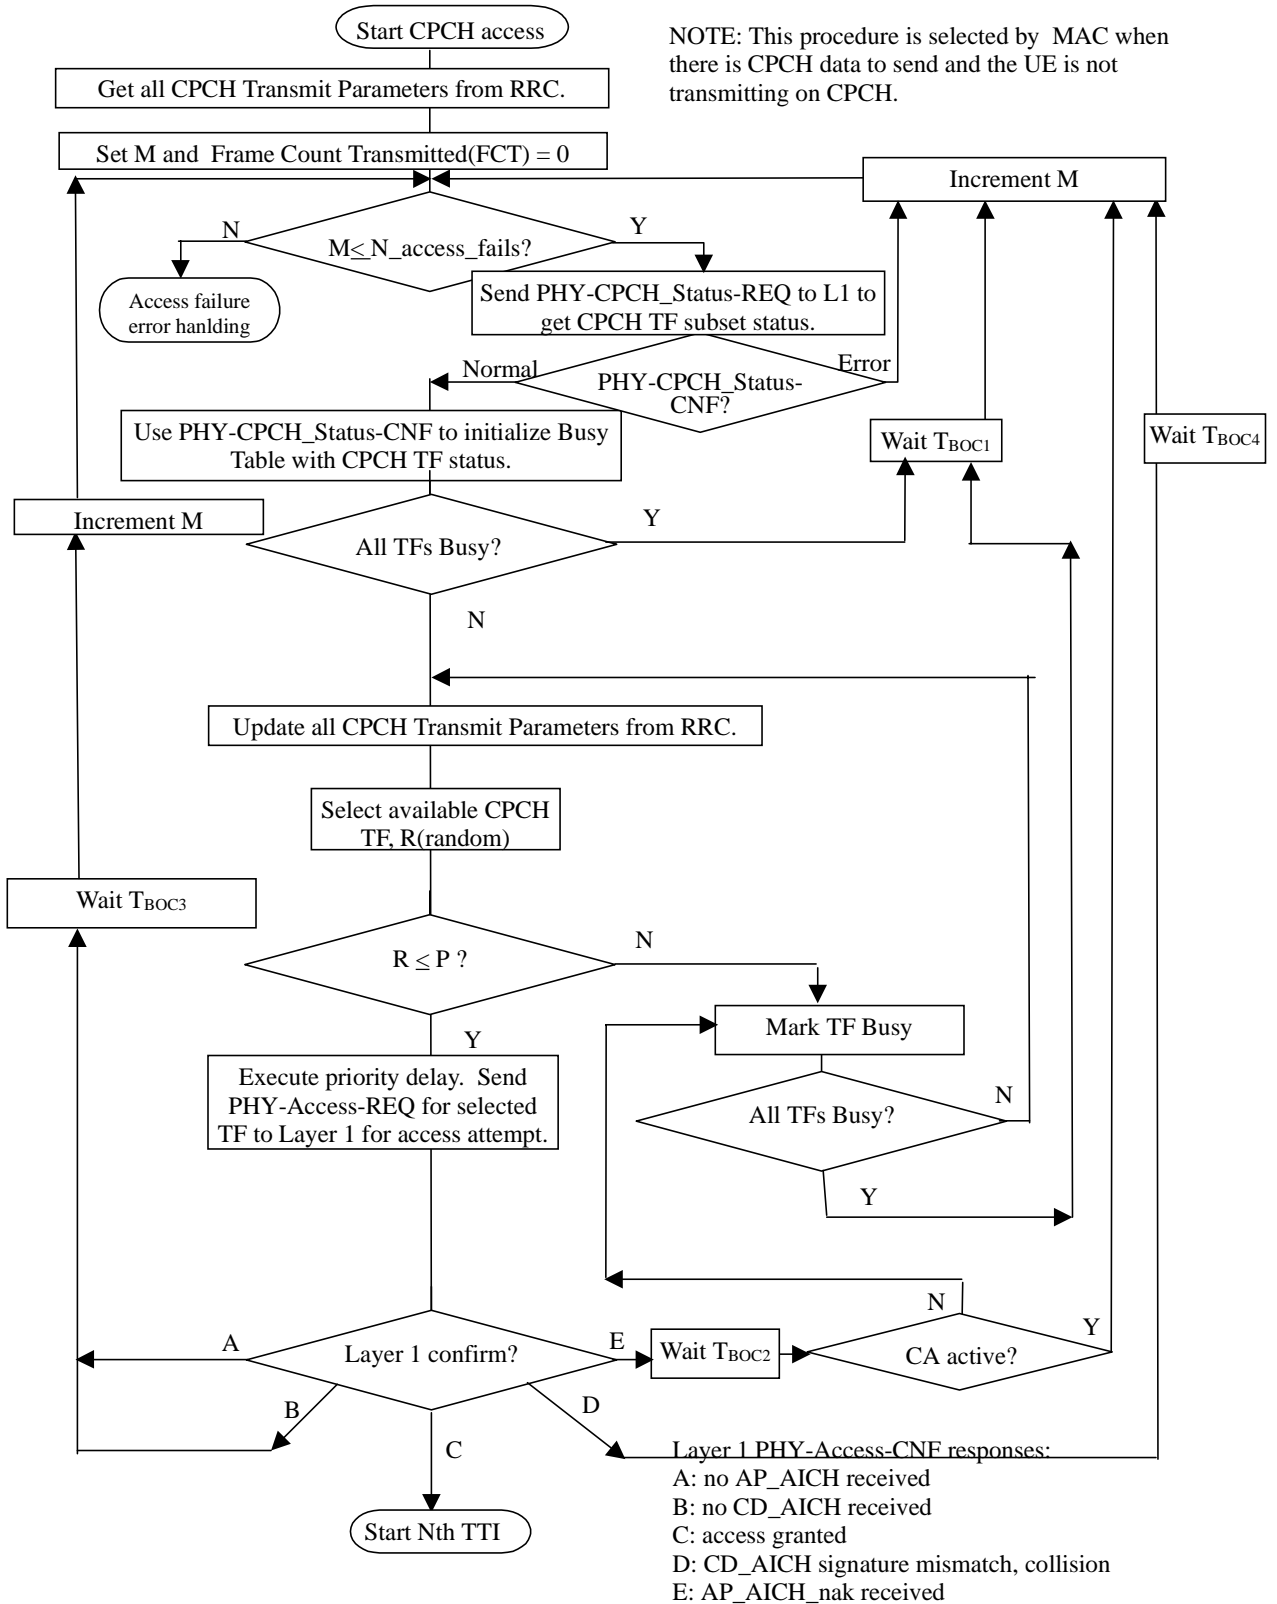 Start CPCH access
NOTE: This procedure is selected by MAC when
there is CPCH data to send and the UE is not
transmitting on CPCH.
Get all CPCH Transmit Parameters from RRC.
Set M and Frame Count Transmitted(FCT) = 0
Increment M
N
Y
M≤ N_access_fails?
Access failure
error hanlding
Send PHY-CPCH_Status-REQ to L1 to
get CPCH TF subset status.
Normal
Error
PHY-CPCH_Status-
CNF?
Use PHY-CPCH_Status-CNF to initialize Busy
Table with CPCH TF status.
Wait TBOC1
Wait TBOC4
Increment M
Y
All TFs Busy?
N
Update all CPCH Transmit Parameters from RRC.
Select available CPCH
TF, R(random)
Wait TBOC3
R ≤ P ?
N
Y
Mark TF Busy
Execute priority delay. Send
PHY-Access-REQ for selected
TF to Layer 1 for access attempt.
All TFs Busy?
N
Y
N
Y
A
Layer 1 confirm?
E
Wait TBOC2
CA active?
B
D
C
Start Nth TTI
Layer 1 PHY-Access-CNF responses:
A: no AP_AICH received
B: no CD_AICH received
C: access granted
D: CD_AICH signature mismatch, collision
E: AP_AICH_nak received